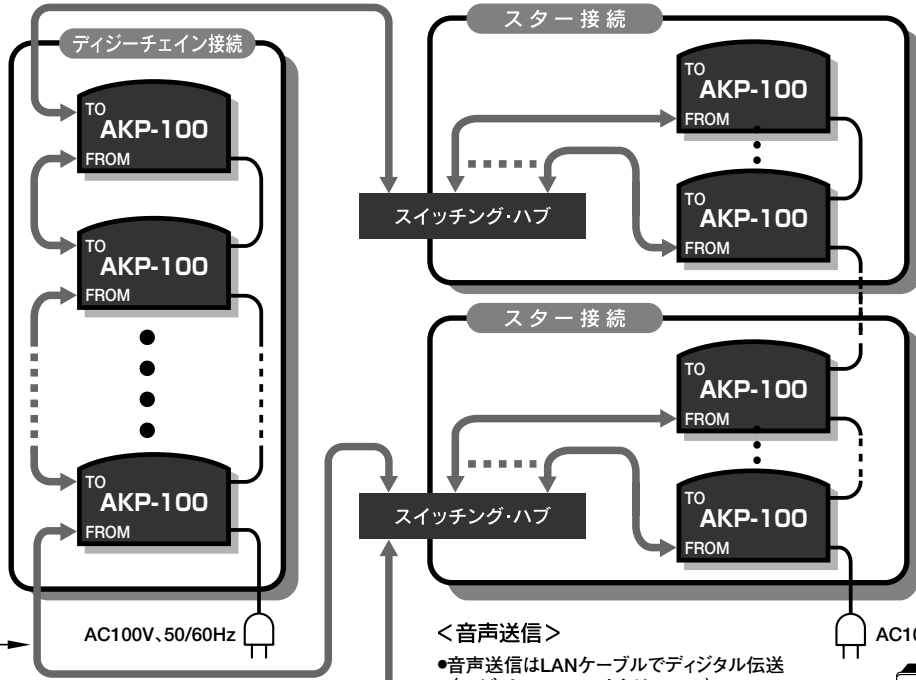 ディジーチェイン接続
TO
AKP-100
FROM
TO
AKP-100
FROM
TO
AKP-100
FROM
AC100V、50/60Hz
スター接続
TO
AKP-100
FROM
スイッチング・ハブ
TO
AKP-100
FROM
スター接続
TO
AKP-100
FROM
スイッチング・ハブ
TO
AKP-100
FROM
<音声送信>
AC10
•音声送信はLANケーブルでディジタル伝送